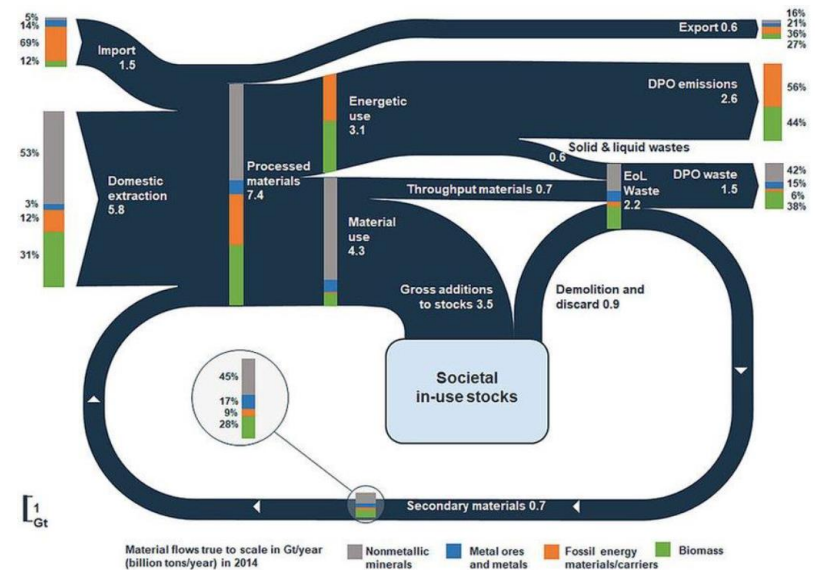 5%
14%
69%
12%
Import
1.5
Export 0.6
16%
21%
36%
27%
53%
3%
12%
31%
Domestic
extraction
5.8
Processed
materials
7.4
Energetic
use
3.1
DPO emissions
2.6
56%
44%
Solid & liquid wastes
0.6
Throughput materials 0.7
EoL
Waste
2.2
DPO waste
1.5
42%
15%
6%
38%
Material
use
4.3
Gross additions
to stocks 3.5
Demolition and
discard 0.9
Societal
in-use stocks
45%
17%
9%
28%
Secondary materials 0.7
1
Gt
Material flows true to scale in Gt/year
(billion tons/year) in 2014
Nonmetallic
minerals
Metal ores
and metals
Fossil energy
materials/carriers
Biomass